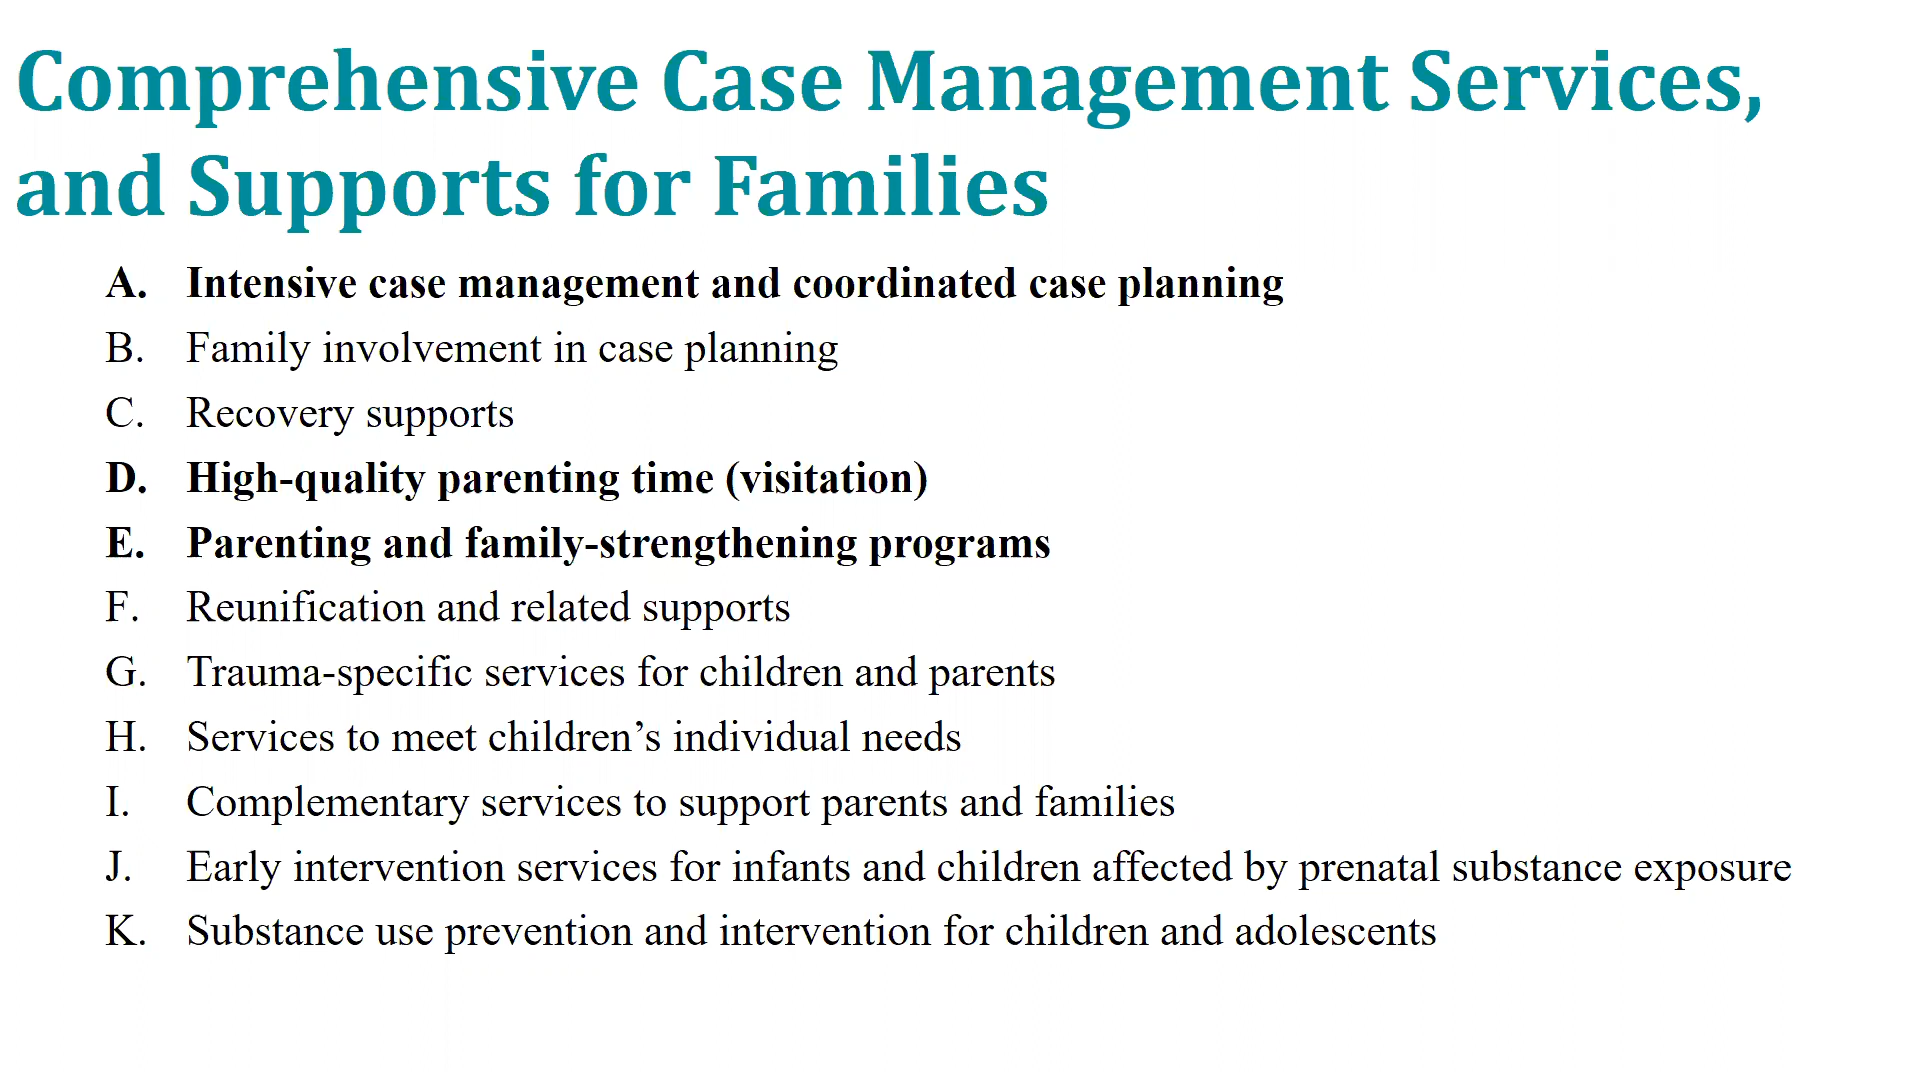 Comprehensive Case Management Services,
and Supports for Families
A. Intensive case management and coordinated case planning
B. Family involvement in case planning
C. Recovery supports
D. High-quality parenting time (visitation)
E. Parenting and family-strengthening programs
F. Reunification and related supports
G. Trauma-specific services for children and parents
H. Services to meet children’s individual needs
I. Complementary services to support parents and families
J. Early intervention services for infants and children affected by prenatal substance exposure
K. Substance use prevention and intervention for children and adolescents